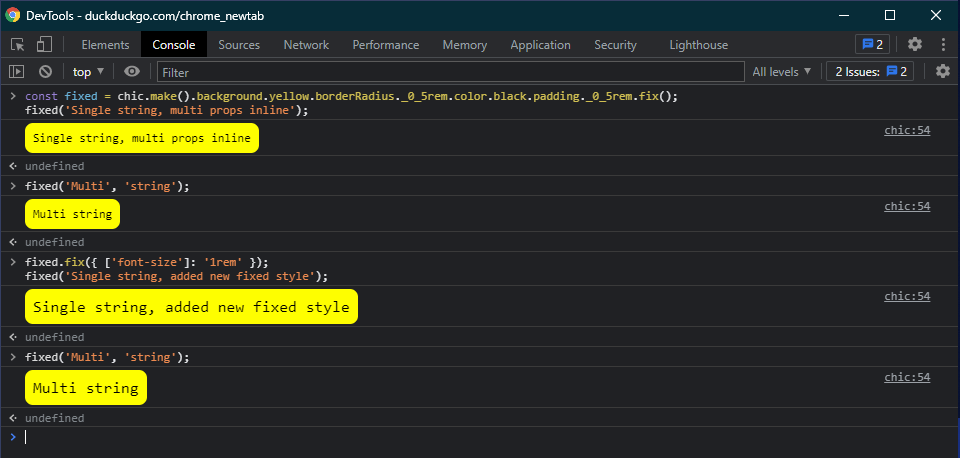 DevTools - duckduckgo.com/chrome_newtab
Elements Console Sources Network Performance Memory Application Security Lighthouse 2
top Filter All levels 2 Issues: 2
const fixed = chic.make().background.yellow.borderRadius._0_5rem.color.black.padding._0_5rem.fix();
fixed('Single string, multi props inline');
Single string, multi props inline chic:54
undefined
fixed('Multi', 'string');
Multi string chic:54
undefined
fixed.fix({ ['font-size']: '1rem' });
fixed('Single string, added new fixed style');
Single string, added new fixed style chic:54
undefined
fixed('Multi', 'string');
Multi string chic:54
undefined